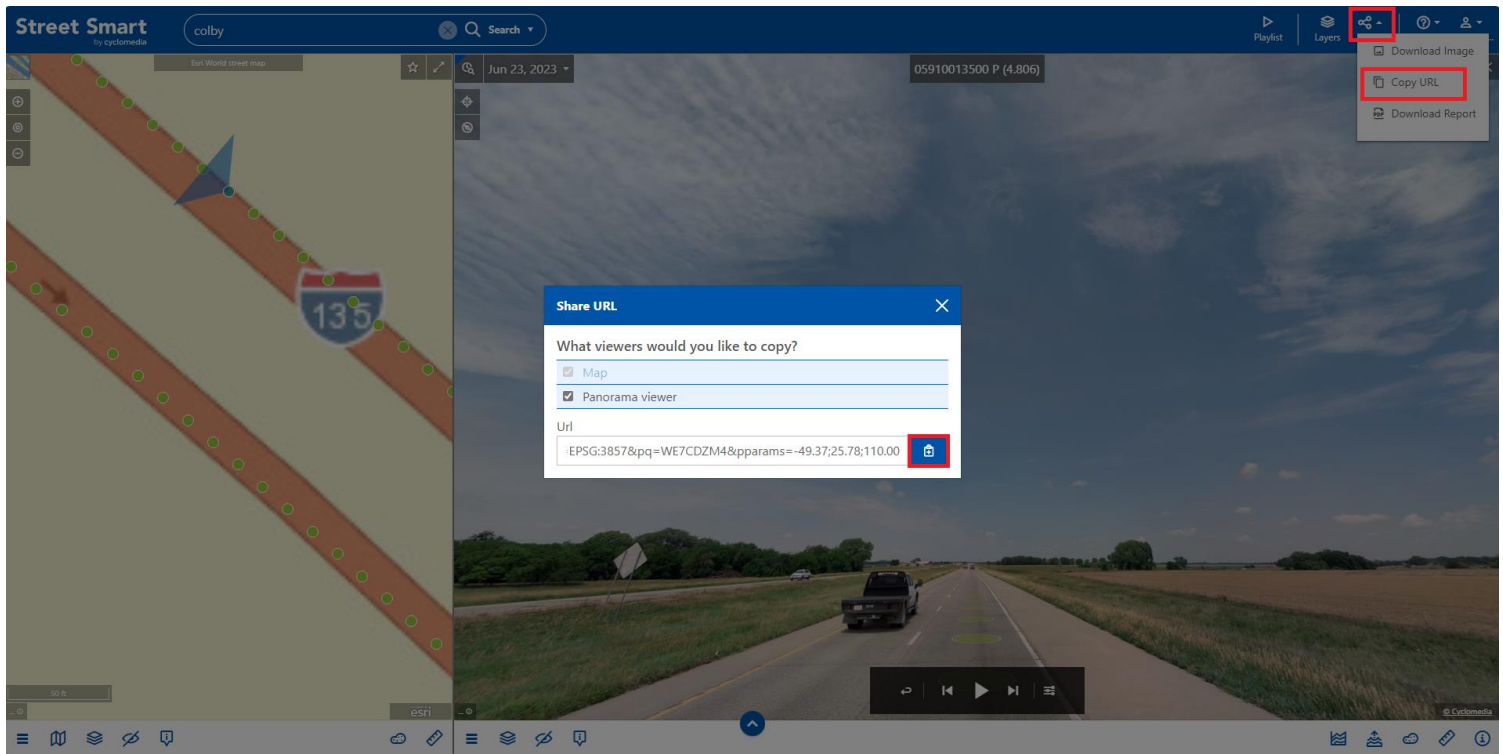 Street Smart
by cyclomedia
colby
Search
Playlist
Layers
Download Image
Copy URL
Download Report
Esri World street map
Jun 23, 2023
05910013500 P (4.806)
135
Share URL
What viewers would you like to copy?
Map
Panorama viewer
Url
EPSG:3857&pq=WE7CDZM4&pparams=-49.37;25.78;110.00
50 ft
esri
© Cyclomedia